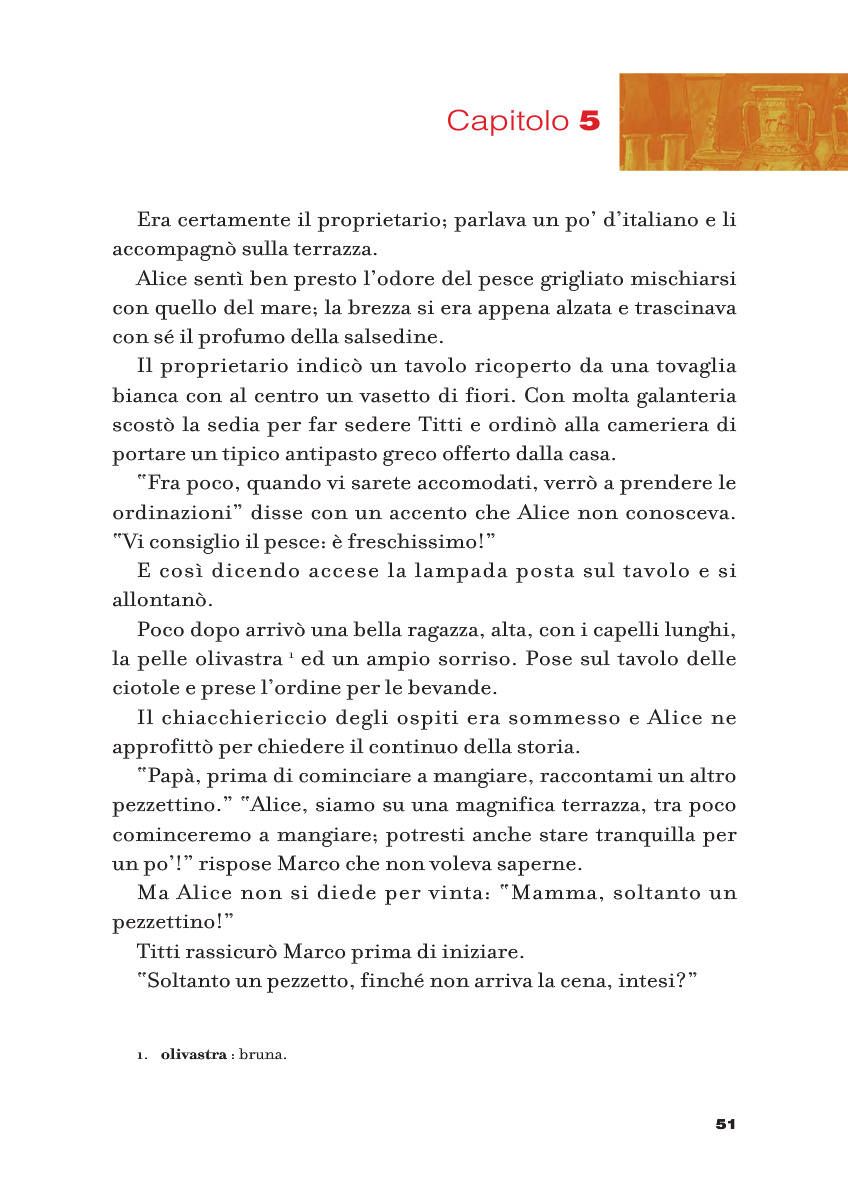 Capitolo 5
Era certamente il proprietario; parlava un po’ d’italiano e li
accompagnò sulla terrazza.
Alice sentì ben presto l’odore del pesce grigliato mischiarsi
con quello del mare; la brezza si era appena alzata e trascinava
con sé il profumo della salsedine.
Il proprietario indicò un tavolo ricoperto da una tovaglia
bianca con al centro un vasetto di fiori. Con molta galanteria
scostò la sedia per far sedere Titti e ordinò alla cameriera di
portare un tipico antipasto greco offerto dalla casa.
‟Fra poco, quando vi sarete accomodati, verrò a prendere le
ordinazioni” disse con un accento che Alice non conosceva.
‟Vi consiglio il pesce: è freschissimo!”
E così dicendo accese la lampada posta sul tavolo e si
allontanò.
Poco dopo arrivò una bella ragazza, alta, con i capelli lunghi,
la pelle olivastra ¹ ed un ampio sorriso. Pose sul tavolo delle
ciotole e prese l’ordine per le bevande.
Il chiacchiericcio degli ospiti era sommesso e Alice ne
approfittò per chiedere il continuo della storia.
‟Papà, prima di cominciare a mangiare, raccontami un altro
pezzettino.” ‟Alice, siamo su una magnifica terrazza, tra poco
cominceremo a mangiare; potresti anche stare tranquilla per
un po’!” rispose Marco che non voleva saperne.
Ma Alice non si diede per vinta: ‟Mamma, soltanto un
pezzettino!”
Titti rassicurò Marco prima di iniziare.
‟Soltanto un pezzetto, finché non arriva la cena, intesi?”
1. olivastra : bruna.
51